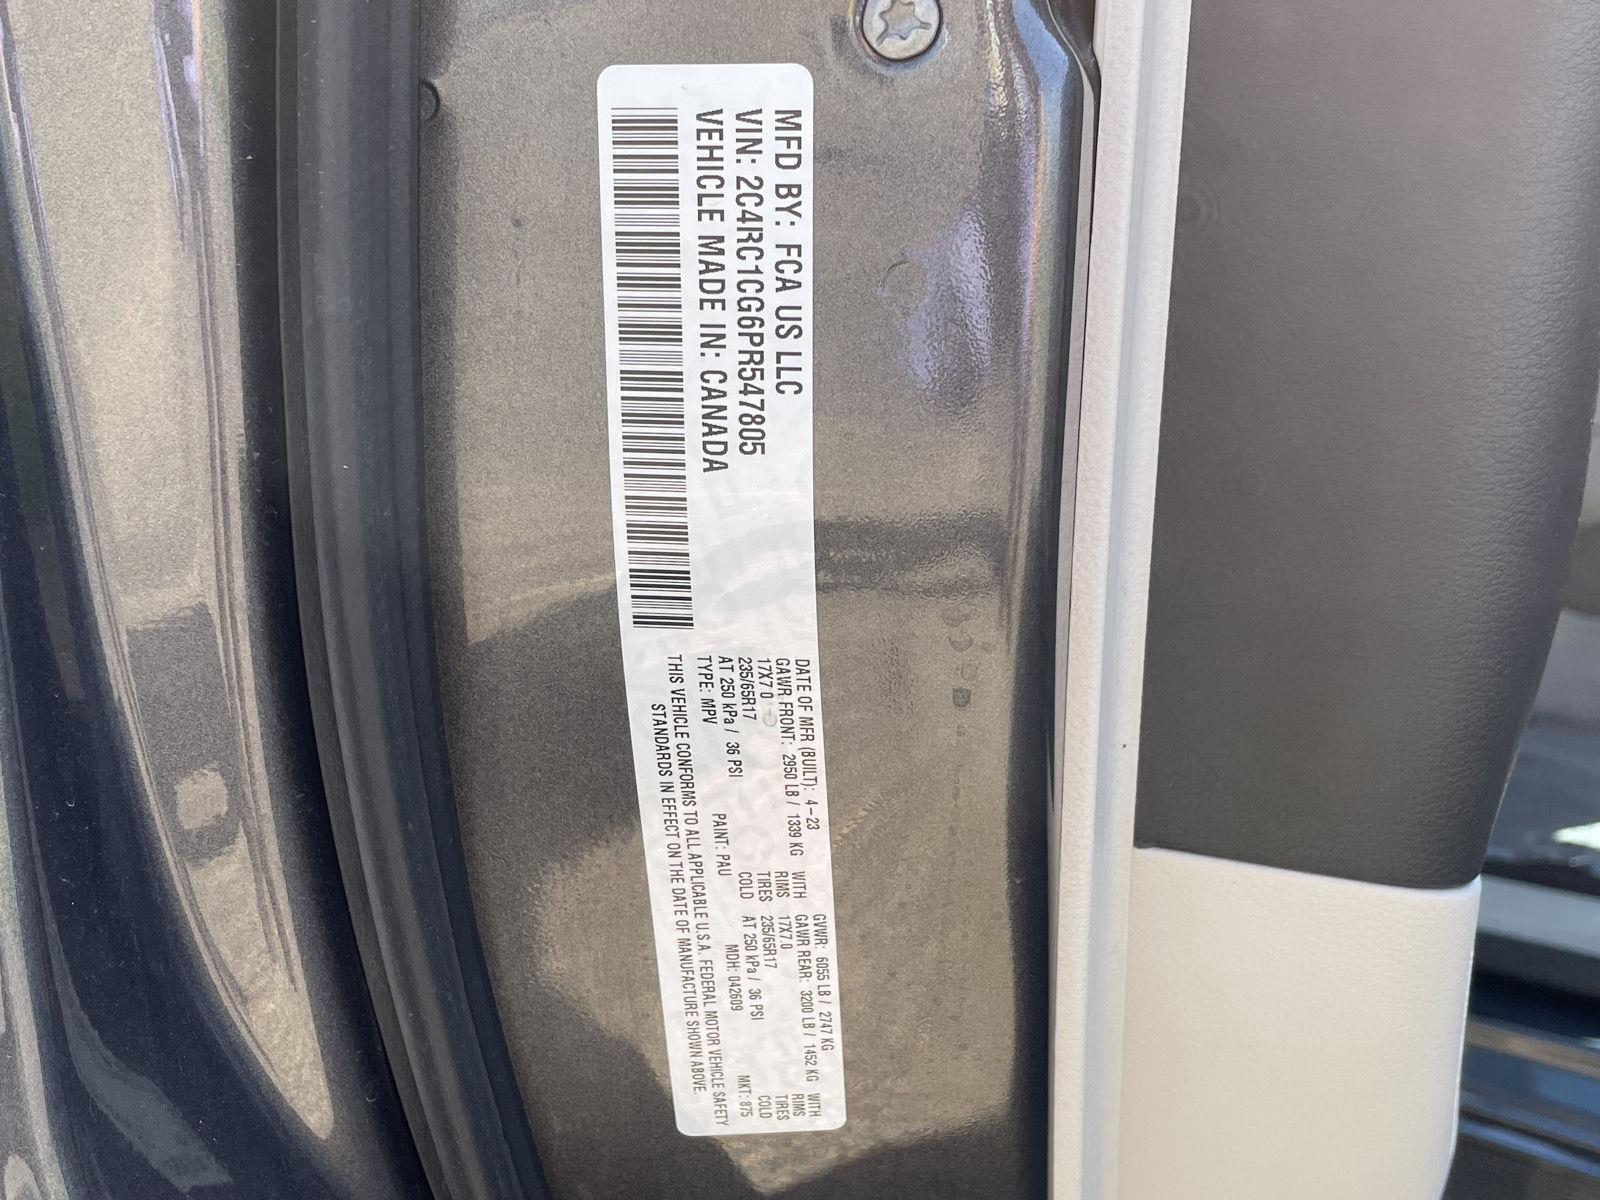 MFD BY: FCA US LLC
VIN: 2C4RC1CG6PR547805
VEHICLE MADE IN: CANADA
DATE OF MFR (BUILT): 4-23 GVWR: 6055 LB / 2747 KG
GAWR FRONT: 2950 LB / 1339 KG WITH GAWR REAR: 3200 LB / 1452 KG WITH
17X7.0 RIMS 17X7.0 RIMS
235/65R17 TIRES 235/65R17 TIRES
AT 250 kPa / 36 PSI COLD AT 250 kPa / 36 PSI COLD
TYPE: MPV PAINT: PAU MDH: 042609 MKT: 875
THIS VEHICLE CONFORMS TO ALL APPLICABLE U.S.A. FEDERAL MOTOR VEHICLE SAFETY
STANDARDS IN EFFECT ON THE DATE OF MANUFACTURE SHOWN ABOVE.